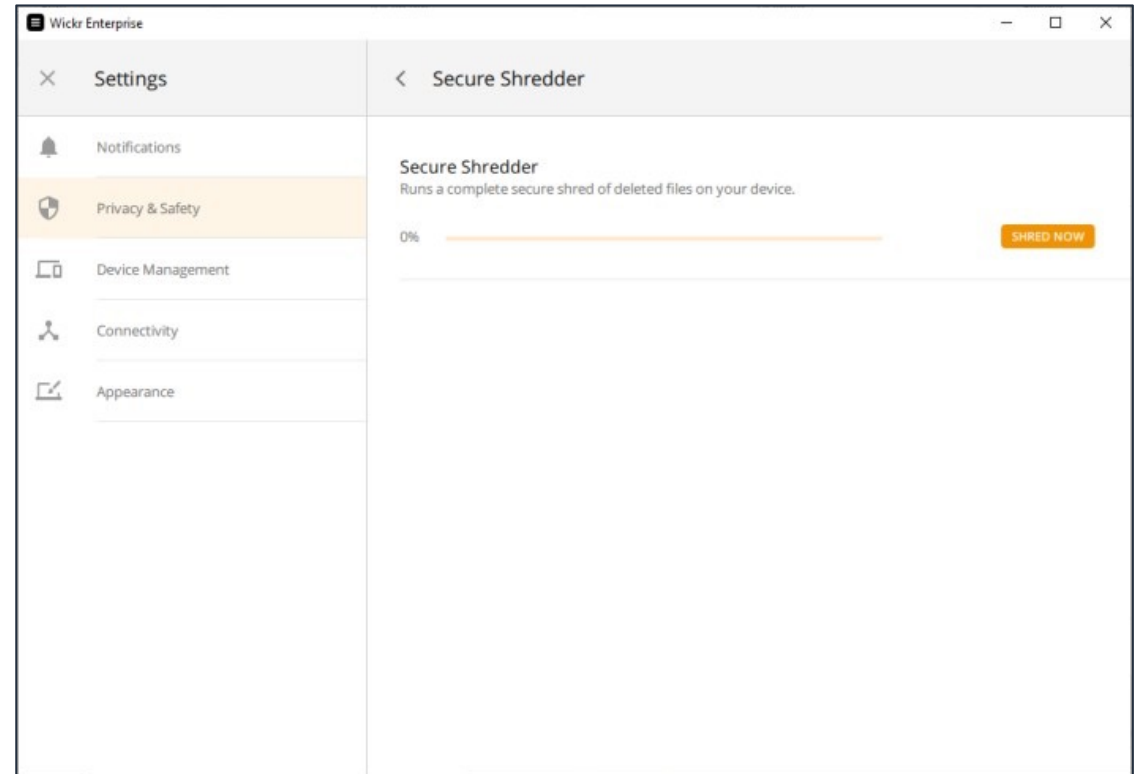 Wickr Enterprise
Settings
Secure Shredder
Notifications
Privacy & Safety
Device Management
Connectivity
Appearance
Secure Shredder
Runs a complete secure shred of deleted files on your device.
0%
SHRED NOW